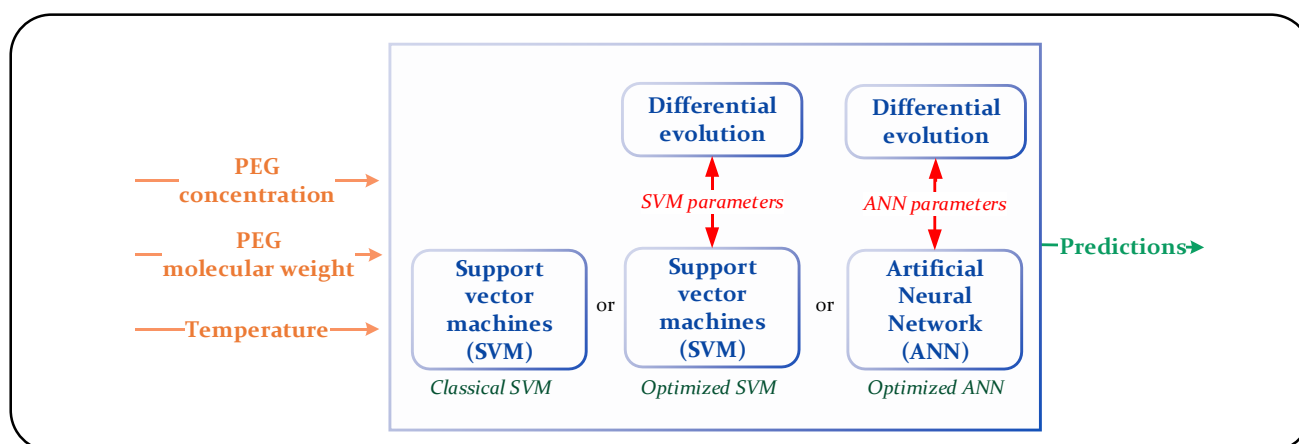 PEG
concentration
PEG
molecular weight
Temperature
Differential
evolution
Differential
evolution
SVM parameters
ANN parameters
Support
vector
machines
(SVM)
or
Support
vector
machines
(SVM)
or
Artificial
Neural
Network
(ANN)
Classical SVM
Optimized SVM
Optimized ANN
Predictions